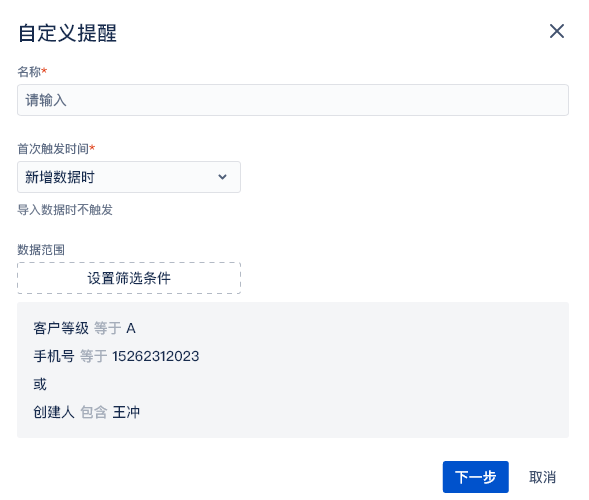 自定义提醒
名称*
请输入
首次触发时间*
新增数据时
导入数据时不触发
数据范围
设置筛选条件
客户等级 等于 A
手机号 等于 15262312023
或
创建人 包含 王冲
下一步 取消